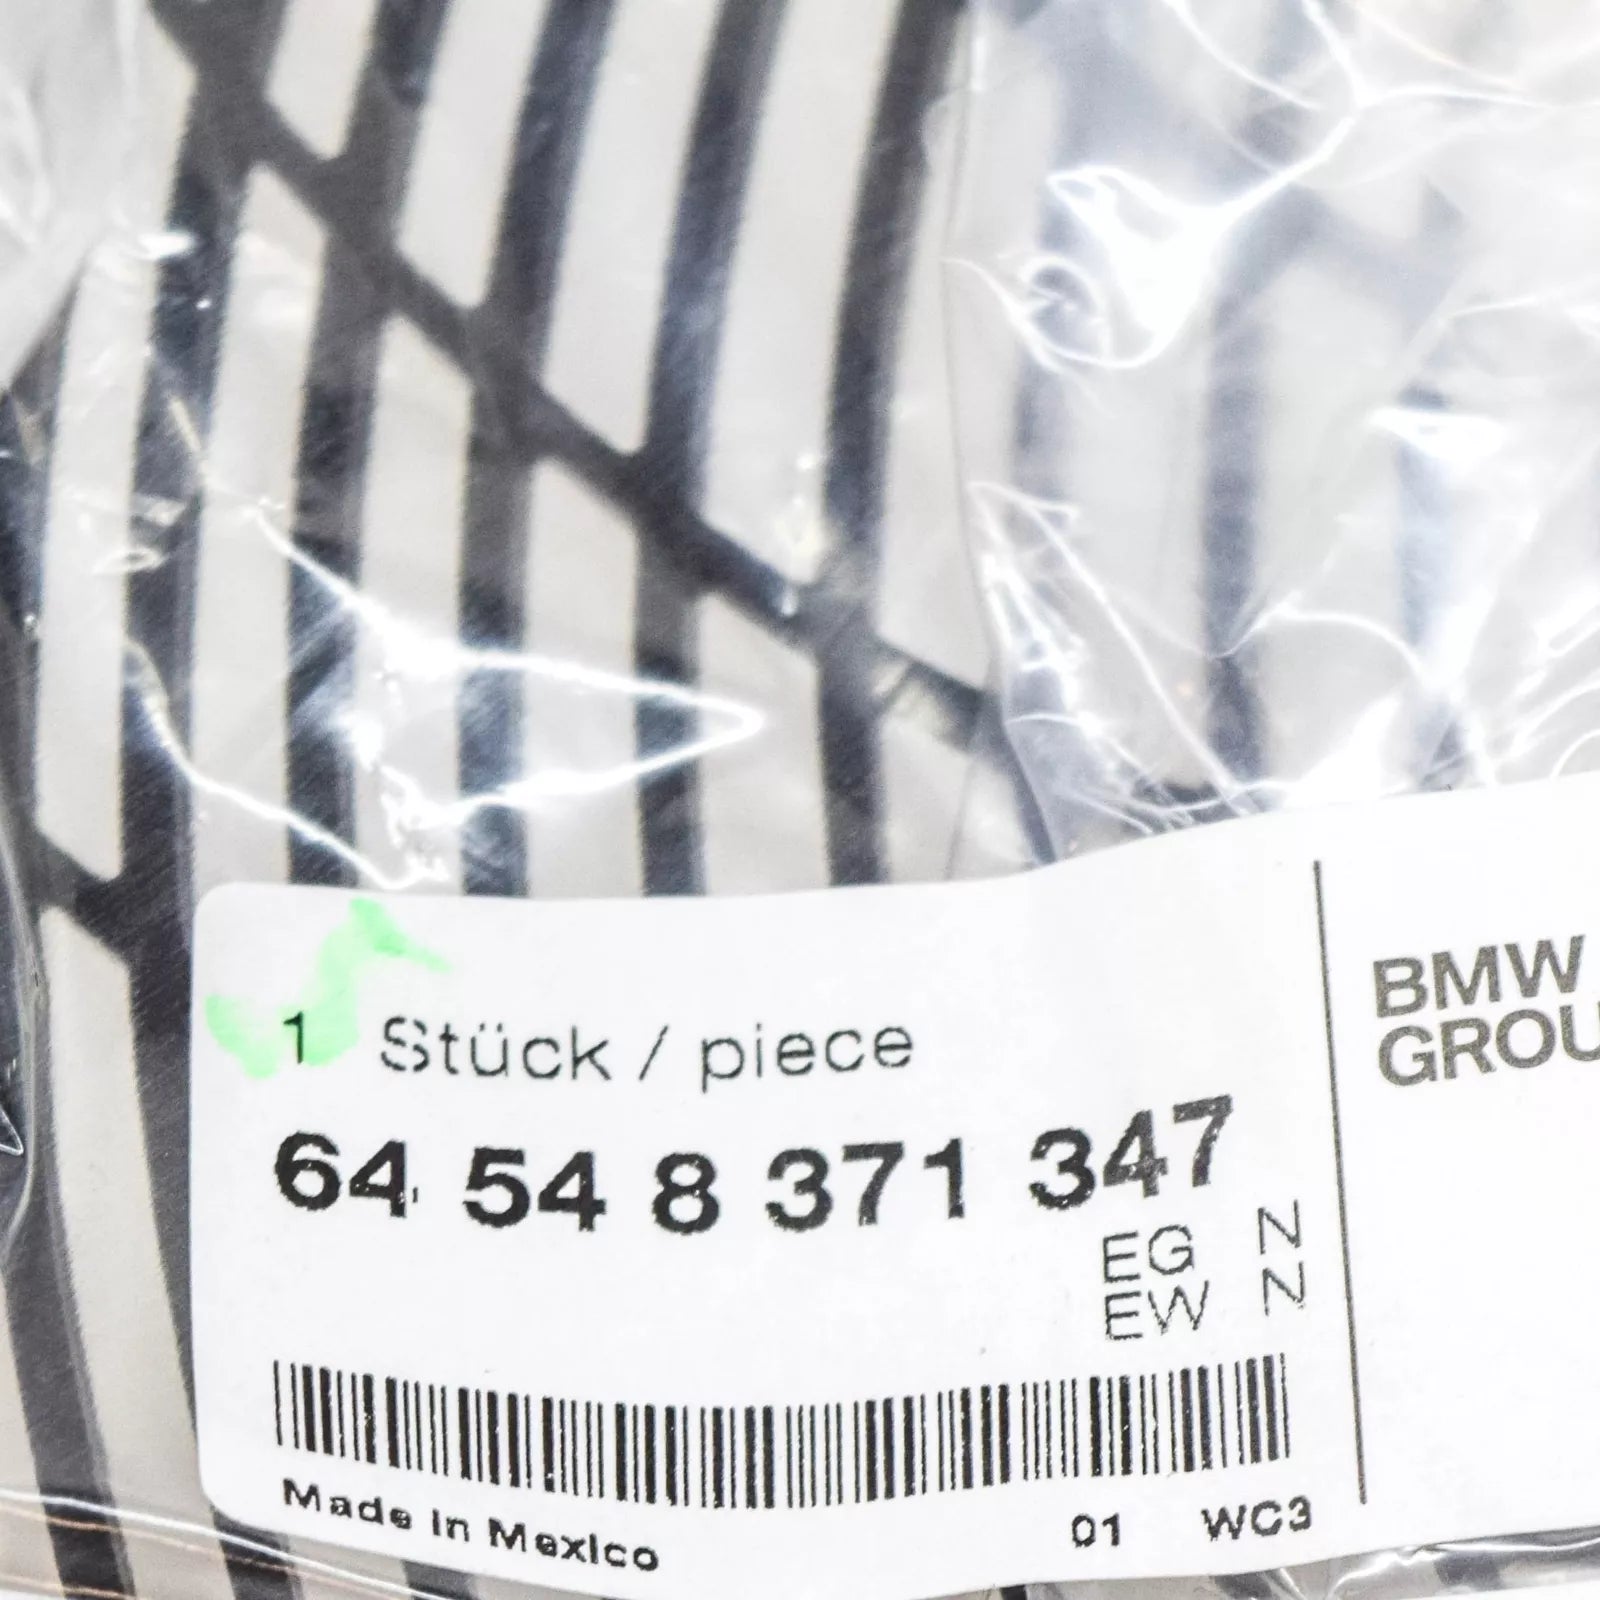 1 Stück / piece
64 54 8 371 347
EG N
EW N
Made in Mexico
01 WC3
BMW
GROU